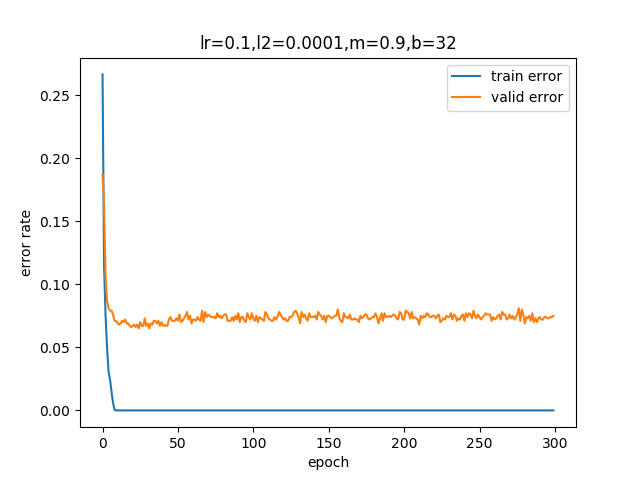 lr=0.1,l2=0.0001,m=0.9,b=32
train error
valid error
0.25
0.20
0.15
0.10
0.05
0.00
error rate
0 50 100 150 200 250 300
epoch